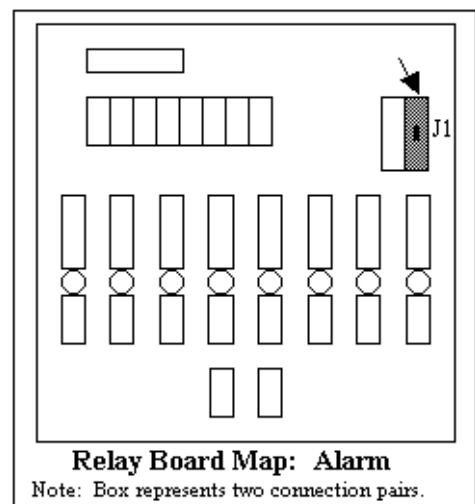 J1
Relay Board Map: Alarm
Note: Box represents two connection pairs.